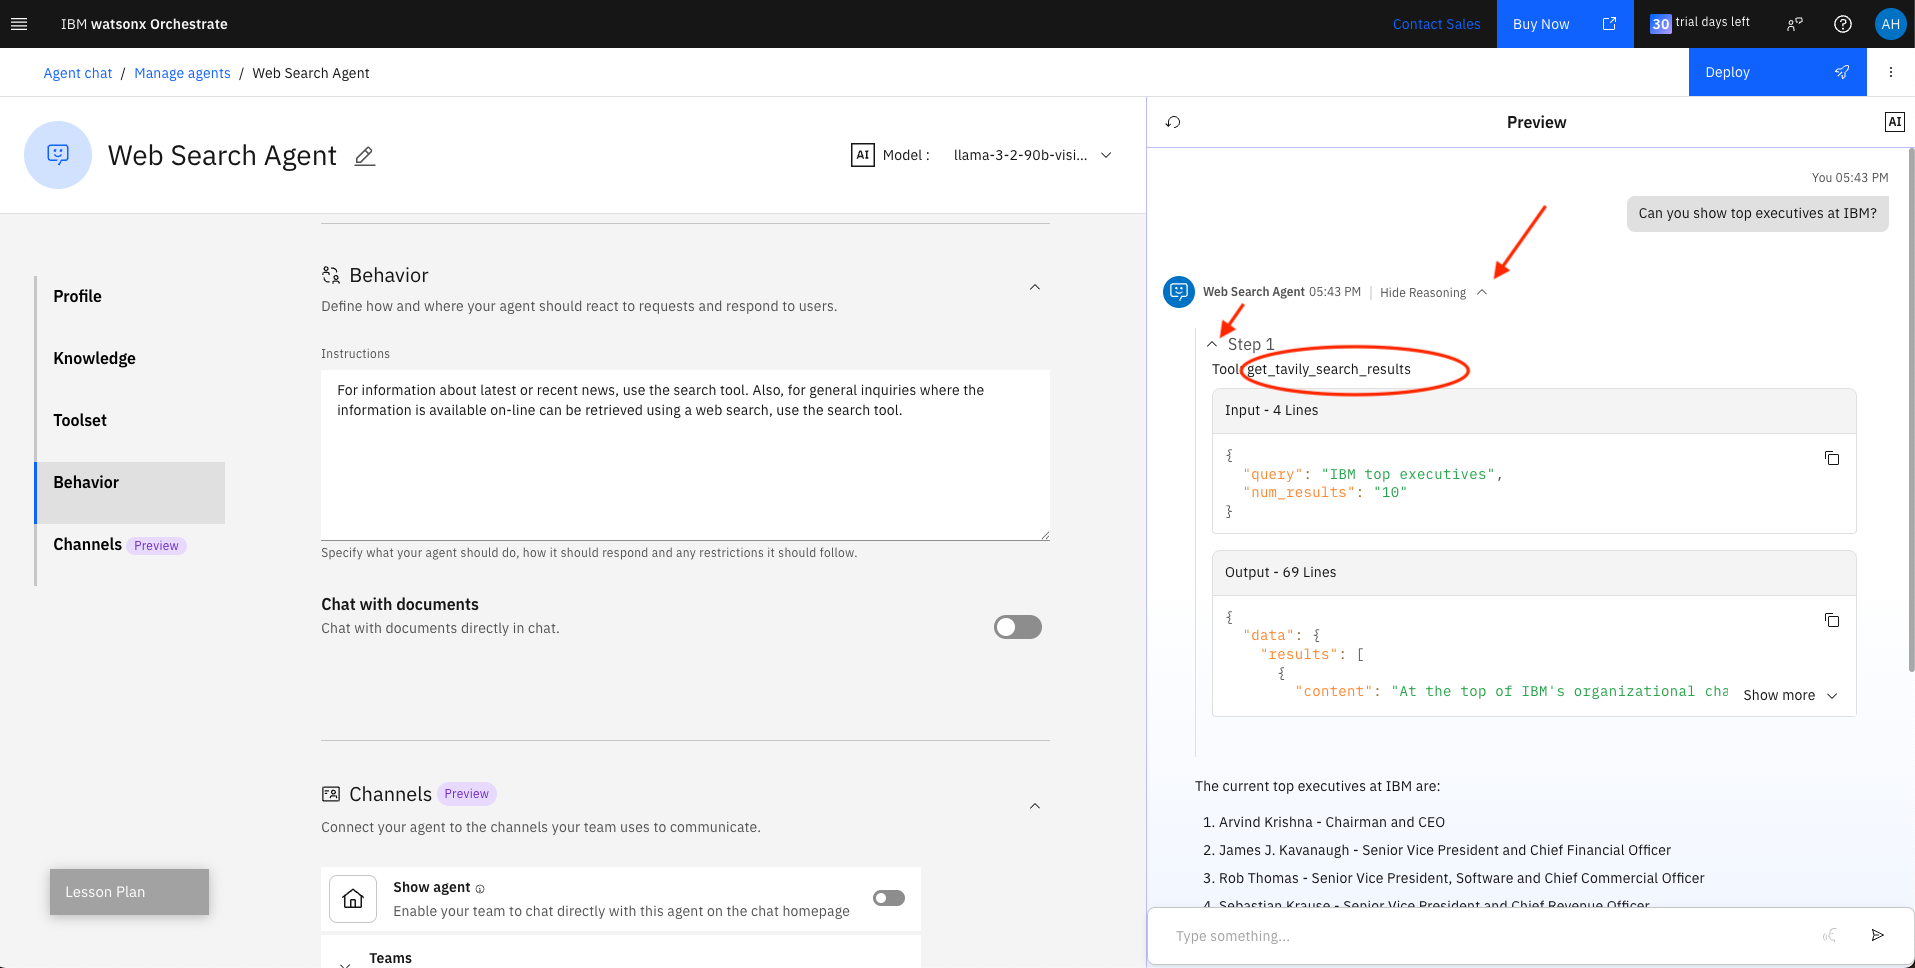 IBM watsonx Orchestrate
Contact Sales
Buy Now
30 trial days left
AH
Agent chat / Manage agents / Web Search Agent
Deploy
Web Search Agent
AI Model :
llama-3-2-90b-visi...
Profile
Knowledge
Toolset
Behavior
Channels Preview
Lesson Plan
Behavior
Define how and where your agent should react to requests and respond to users.
Instructions
For information about latest or recent news, use the search tool. Also, for general inquiries where the
information is available on-line can be retrieved using a web search, use the search tool.
Specify what your agent should do, how it should respond and any restrictions it should follow.
Chat with documents
Chat with documents directly in chat.
Channels Preview
Connect your agent to the channels your team uses to communicate.
Show agent
Enable your team to chat directly with this agent on the chat homepage
Teams
Preview
AI
You 05:43 PM
Can you show top executives at IBM?
Web Search Agent 05:43 PM | Hide Reasoning
Step 1
Tool: get_tavily_search_results
Input - 4 Lines
{
"query": "IBM top executives",
"num_results": "10"
}
Output - 69 Lines
{
"data": {
"results": [
{
"content": "At the top of IBM's organizational cha
Show more
The current top executives at IBM are:
1. Arvind Krishna - Chairman and CEO
2. James J. Kavanaugh - Senior Vice President and Chief Financial Officer
3. Rob Thomas - Senior Vice President, Software and Chief Commercial Officer
4. Sebastian Krause - Senior Vice President and Chief Revenue Officer
Type something...